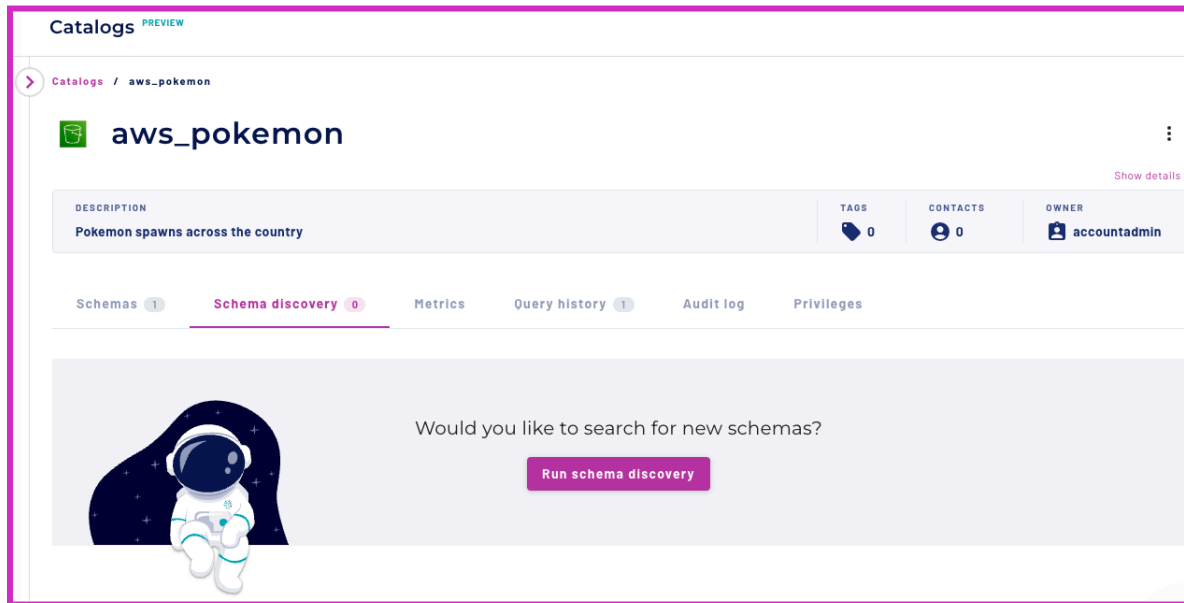 Catalogs PREVIEW
Catalogs / aws_pokemon
aws_pokemon
Show details
DESCRIPTION
Pokemon spawns across the country
TAGS
0
CONTACTS
0
OWNER
accountadmin
Schemas 1 Schema discovery 0 Metrics Query history 1 Audit log Privileges
Would you like to search for new schemas?
Run schema discovery